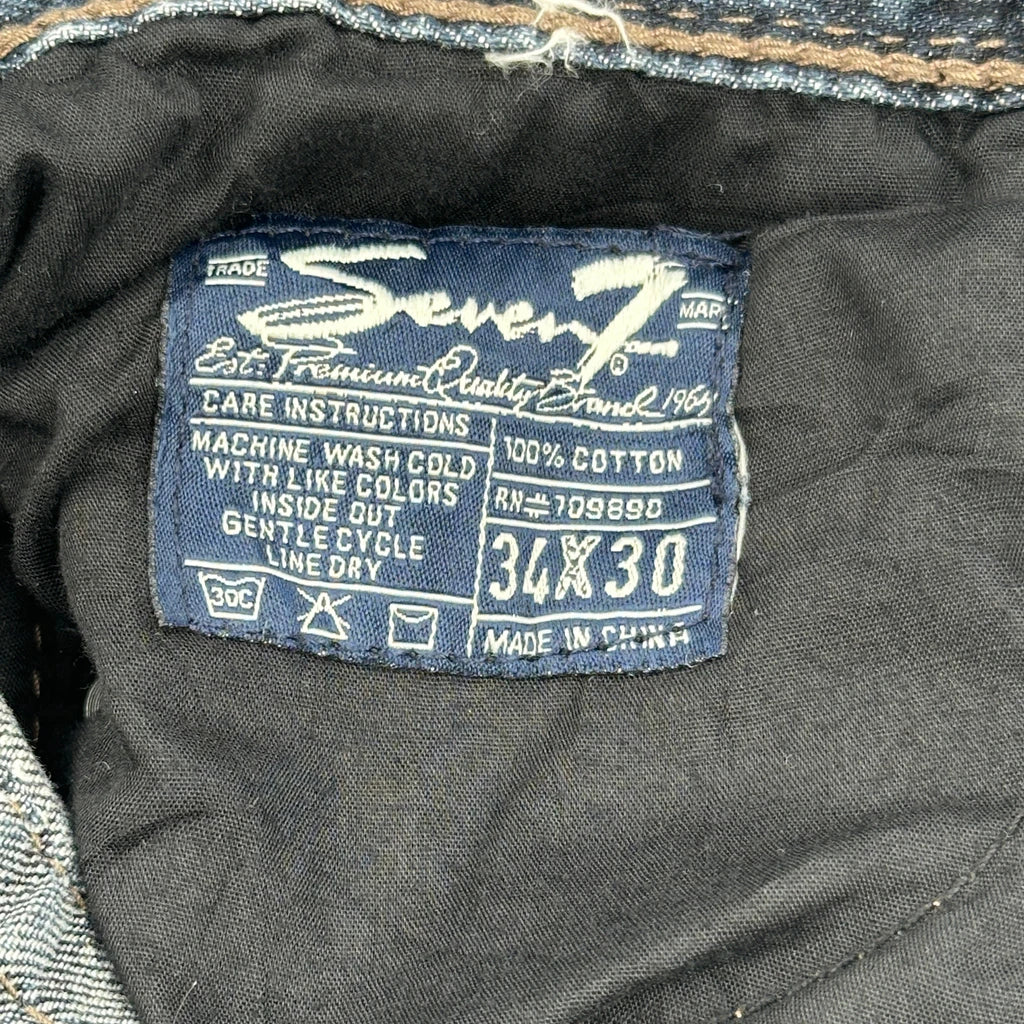 TRADE Seven7 ® MARK
Est. Premium Quality Brand 1964
CARE INSTRUCTIONS
MACHINE WASH COLD
WITH LIKE COLORS
INSIDE OUT
GENTLE CYCLE
LINE DRY
30C
100% COTTON
RN#109890
34X30
MADE IN CHINA